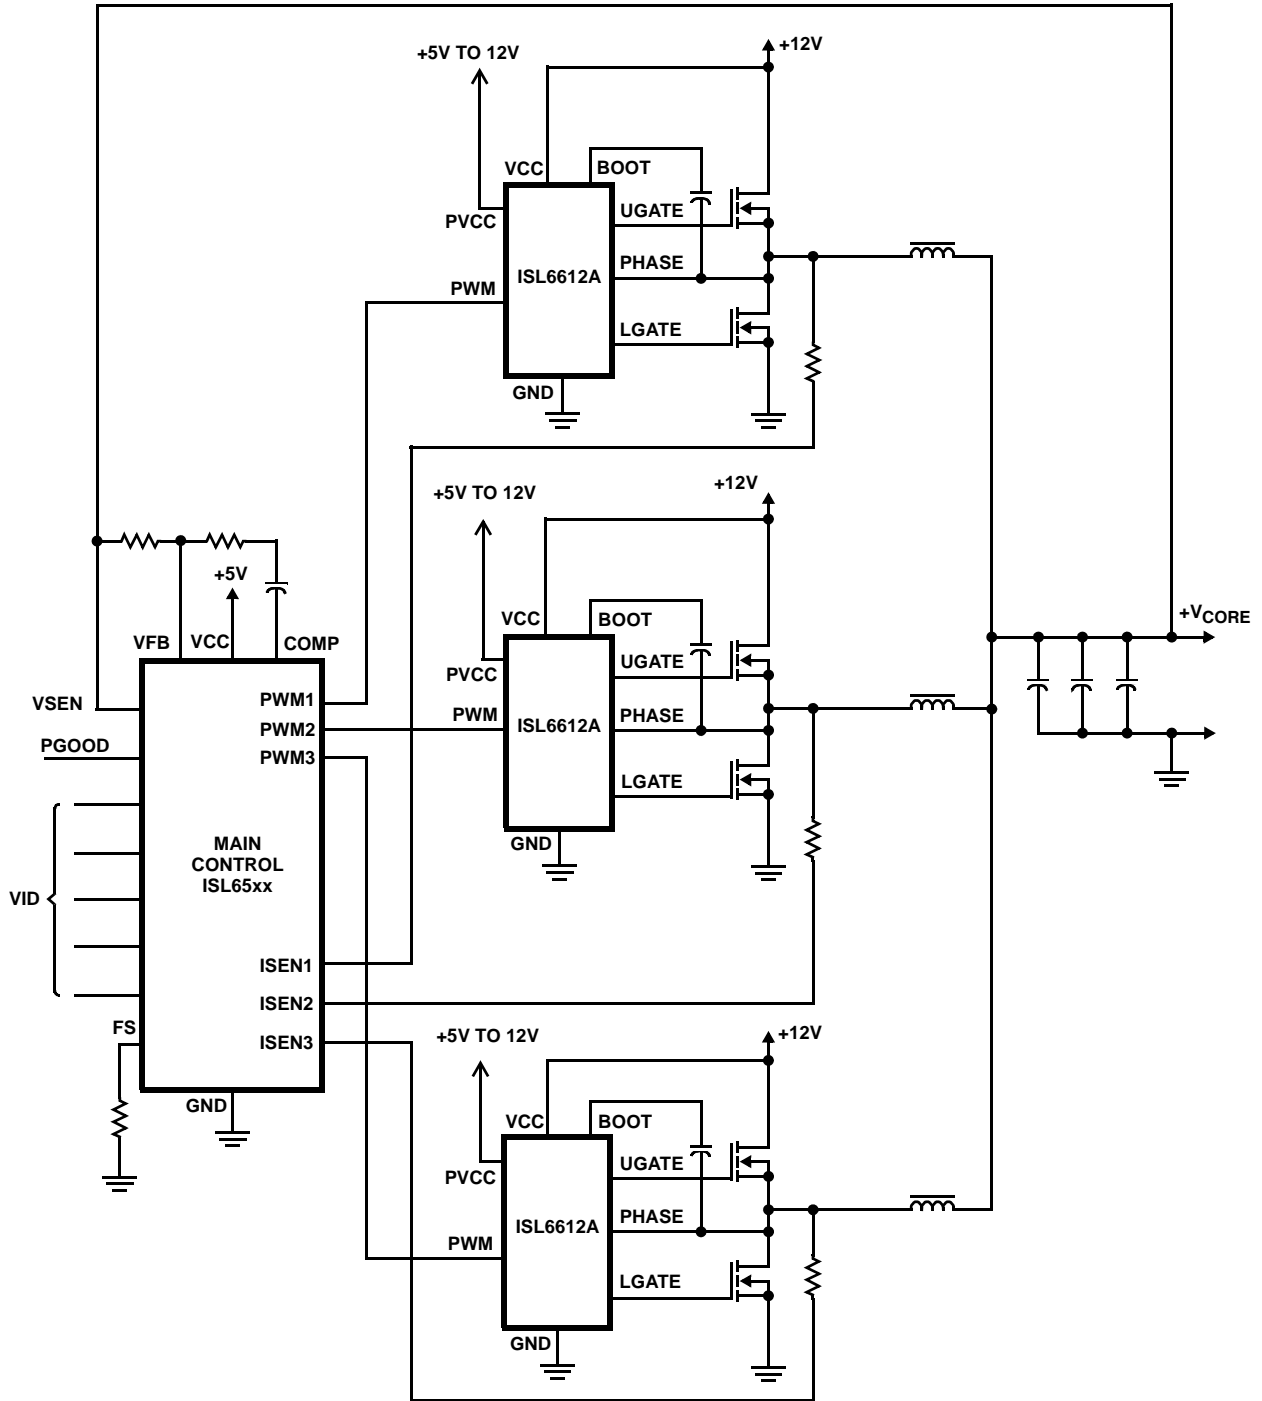 +5V TO 12V
+12V
VCC
BOOT
PVCC
UGATE
ISL6612A
PHASE
PWM
LGATE
GND
+5V TO 12V
+12V
VCC
BOOT
PVCC
UGATE
PWM
ISL6612A
PHASE
LGATE
GND
+5V
VFB
VCC
COMP
VSEN
PWM1
PWM2
PGOOD
PWM3
MAIN
CONTROL
ISL65xx
VID
ISEN1
ISEN2
FS
ISEN3
GND
+VCORE
+5V TO 12V
+12V
VCC
BOOT
PVCC
UGATE
ISL6612A
PHASE
PWM
LGATE
GND